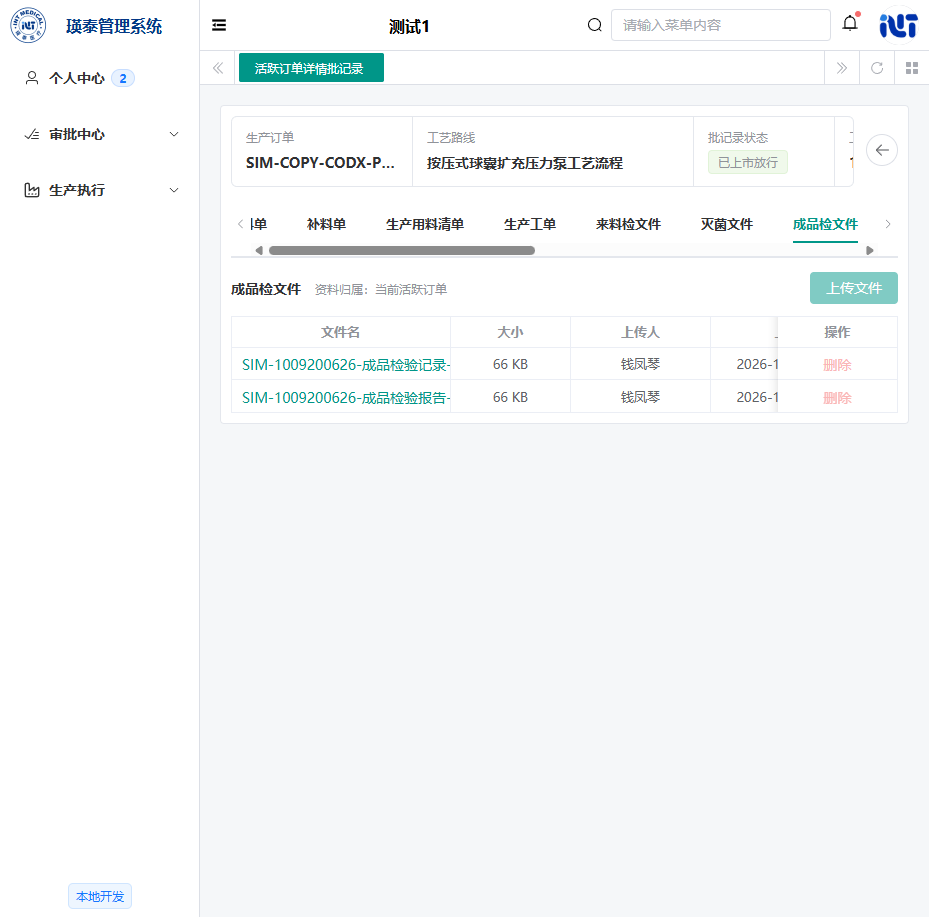 瑛泰管理系统
测试1
请输入菜单内容
个人中心 2
审批中心
生产执行
活跃订单详情批记录
生产订单
SIM-COPY-CODX-P...
工艺路线
按压式球囊扩充压力泵工艺流程
批记录状态
已上市放行
料单 补料单 生产用料清单 生产工单 来料检文件 灭菌文件 成品检文件
成品检文件 资料归属：当前活跃订单 上传文件
文件名 大小 上传人 操作
SIM-1009200626-成品检验记录- 66 KB 钱凤琴 2026-1 删除
SIM-1009200626-成品检验报告- 66 KB 钱凤琴 2026-1 删除
本地开发